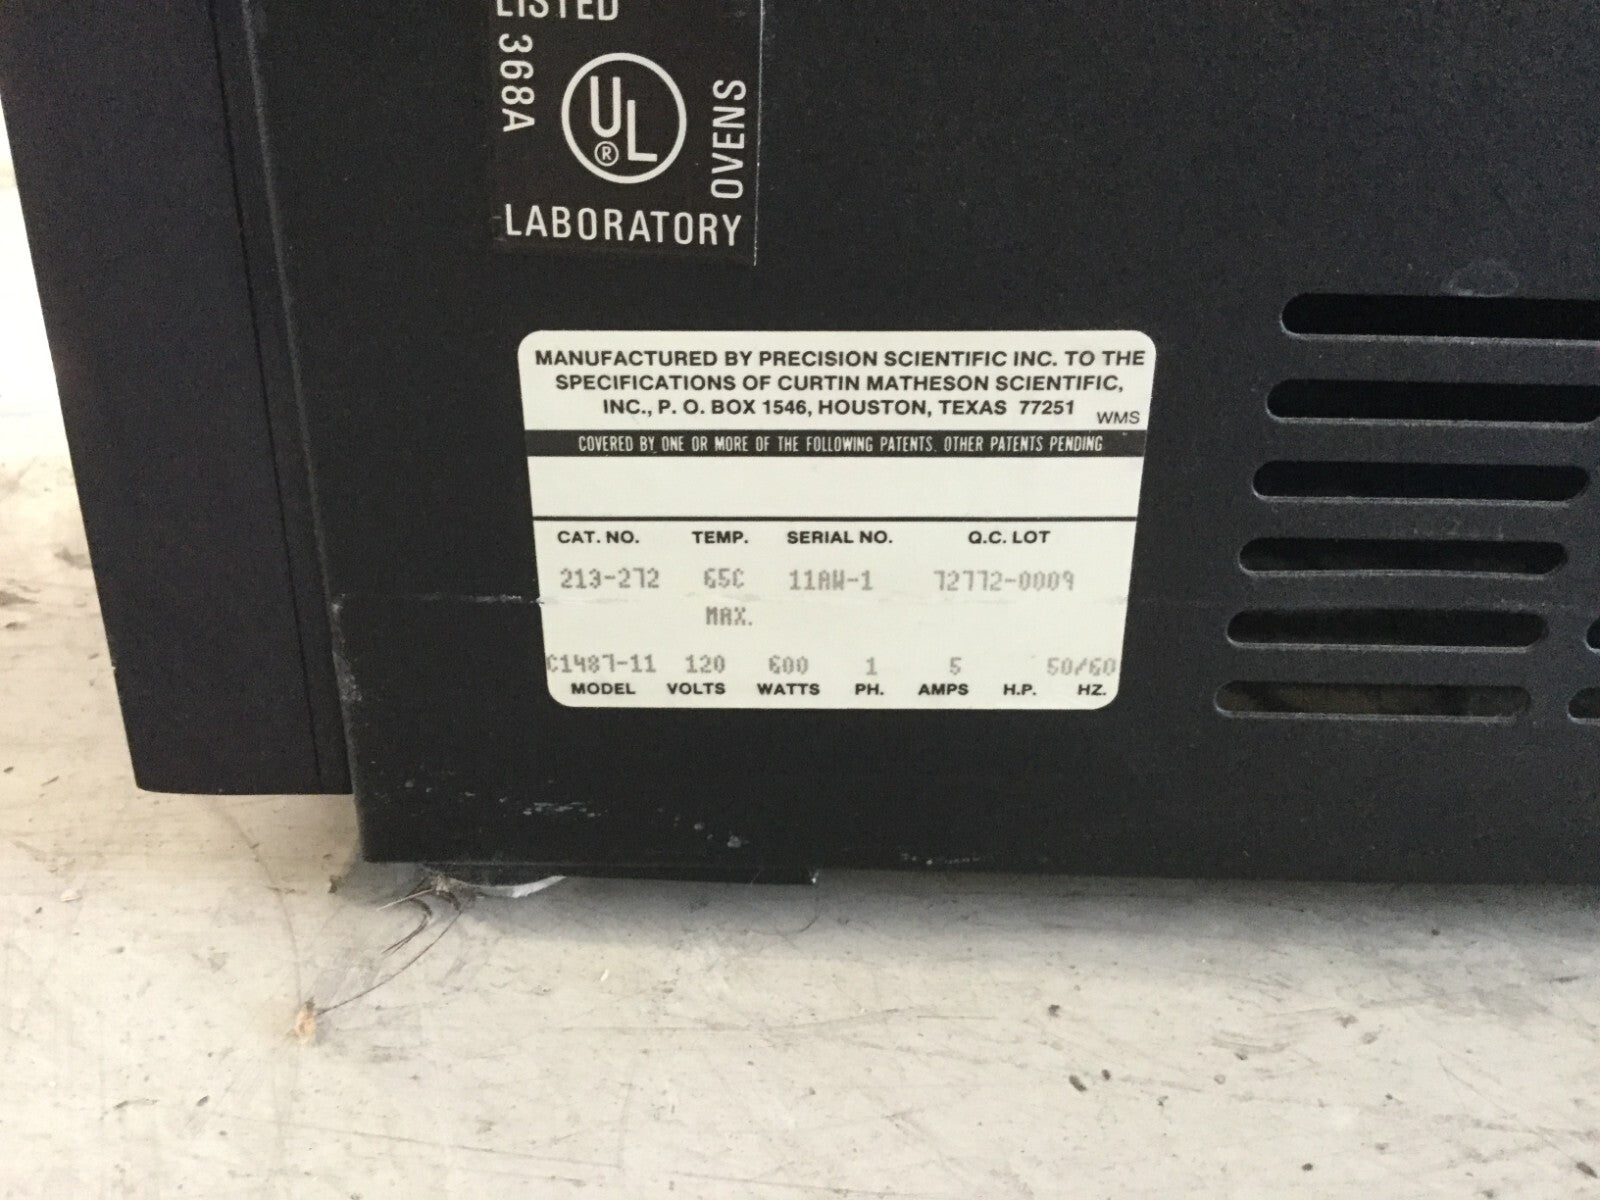 LISTED
368A
UL
®
OVENS
LABORATORY
MANUFACTURED BY PRECISION SCIENTIFIC INC. TO THE
SPECIFICATIONS OF CURTIN MATHESON SCIENTIFIC,
INC., P. O. BOX 1546, HOUSTON, TEXAS 77251
WMS
COVERED BY ONE OR MORE OF THE FOLLOWING PATENTS. OTHER PATENTS PENDING
CAT. NO. TEMP. SERIAL NO. Q.C. LOT
213-272 65C 11AW-1 72772-0009
MAX.
C1487-11 120 600 1 5 50/60
MODEL VOLTS WATTS PH. AMPS H.P. HZ.